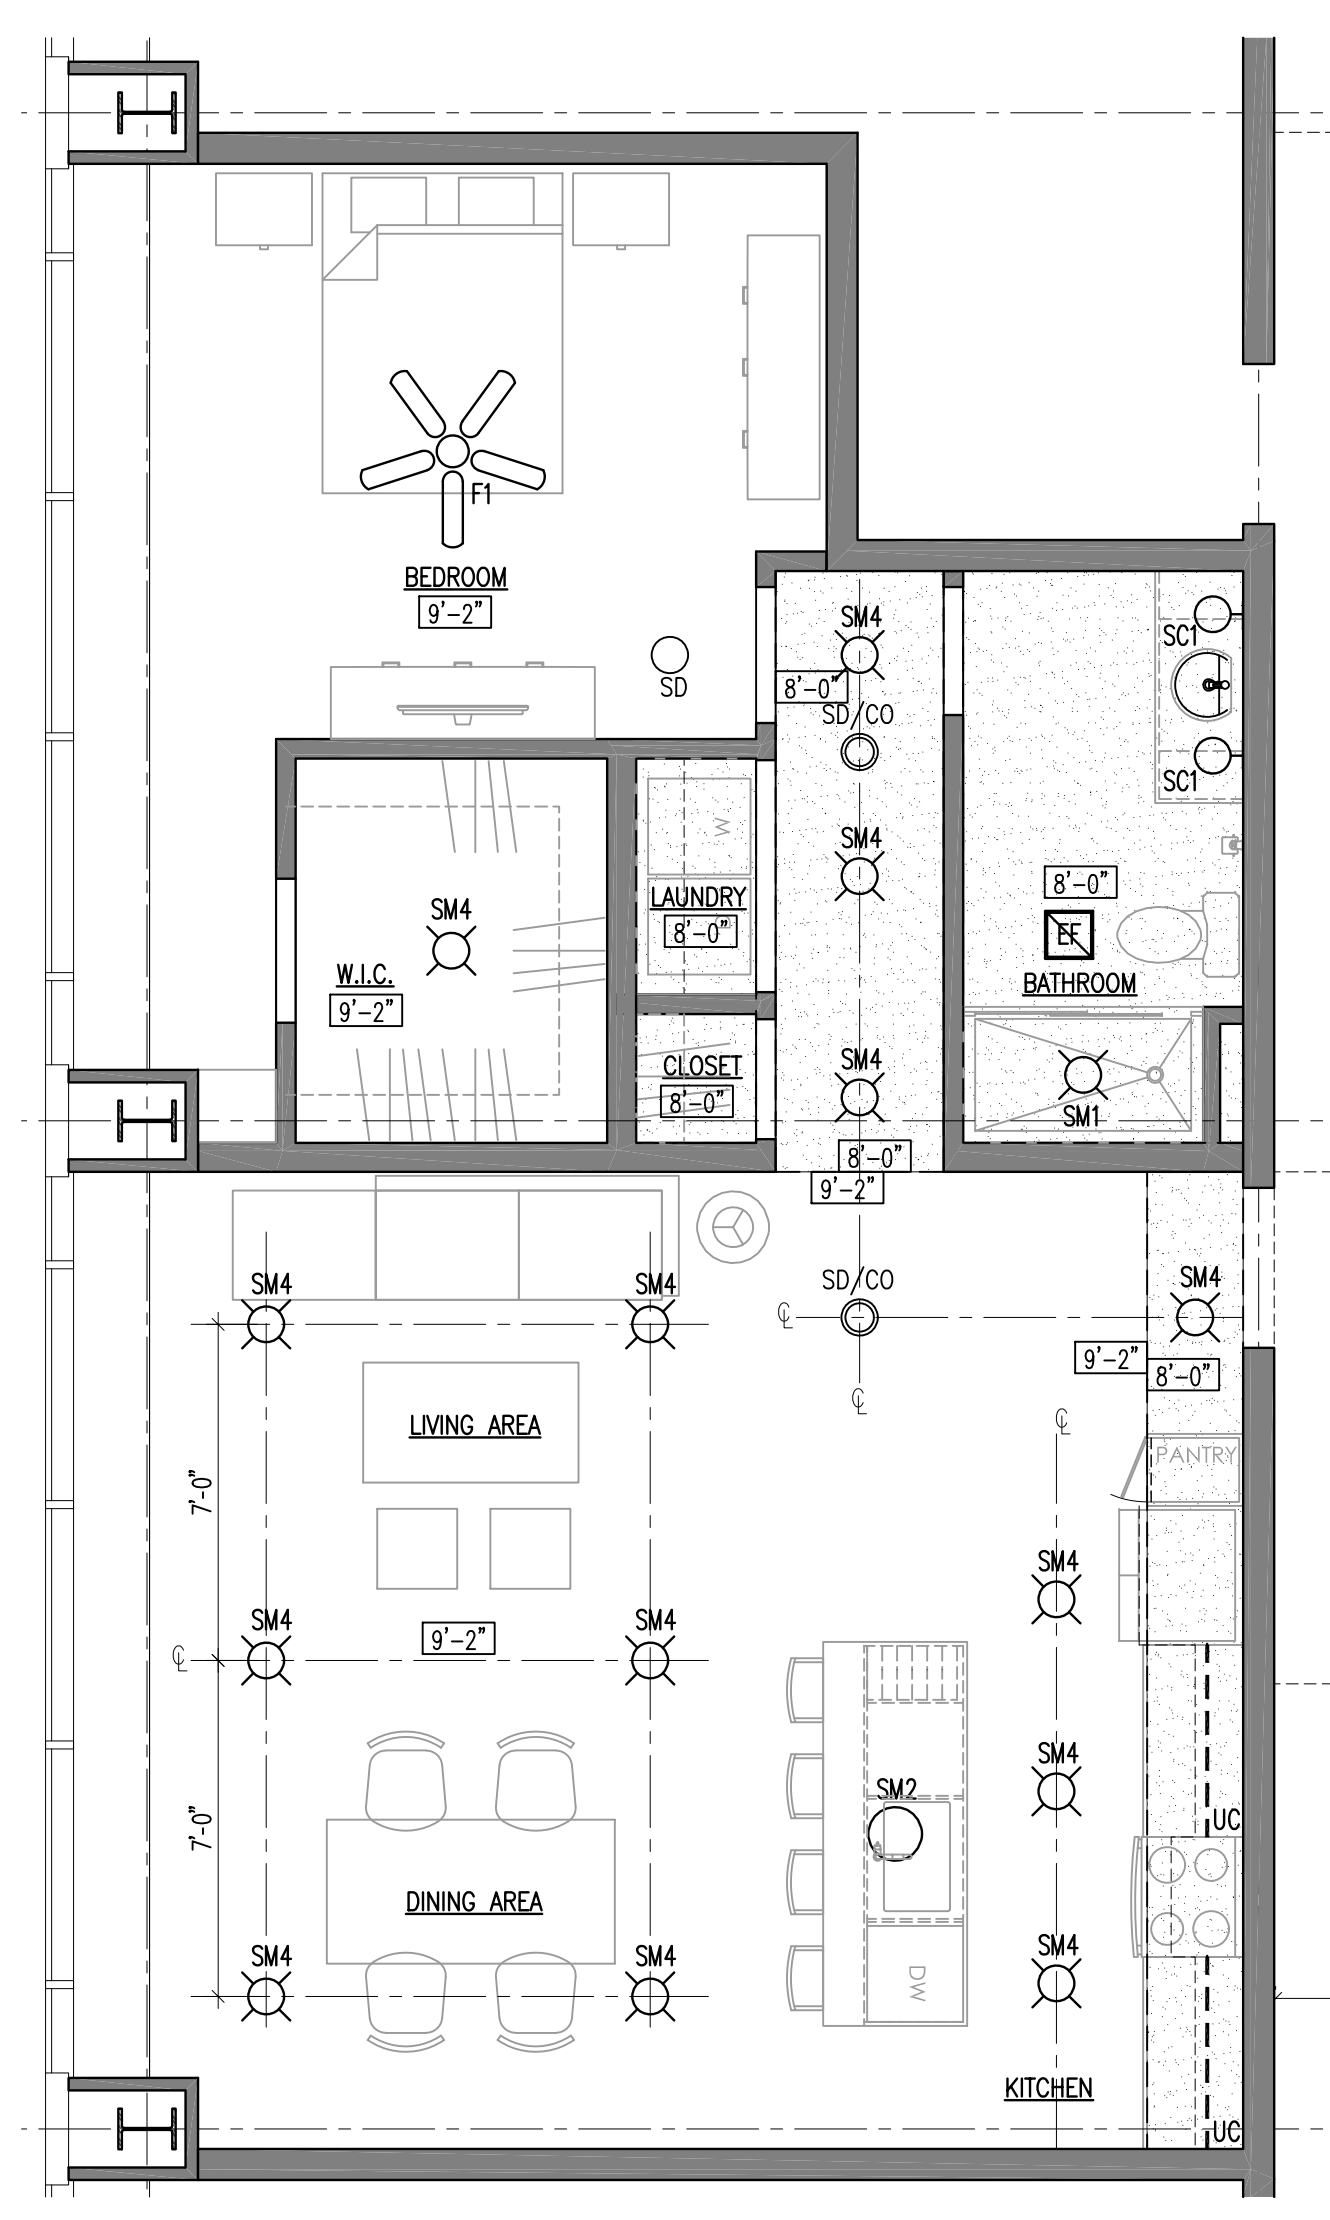 F1
BEDROOM
9'-2"
SD
SM4
8'-0"
SD/CO
SC1
SC1
SM4
W
LAUNDRY
8'-0"
8'-0"
EF
BATHROOM
SM4
W.I.C.
9'-2"
CLOSET
8'-0"
SM4
SM1
8'-0"
9'-2"
SM4
SM4
SD/CO
SM4
℄
9'-2"
8'-0"
℄
℄
LIVING AREA
PANTRY
7'-0"
SM4
SM4
SM4
9'-2"
℄
SM4
SM2
UC
7'-0"
DINING AREA
SM4
SM4
SM4
DW
KITCHEN
UC